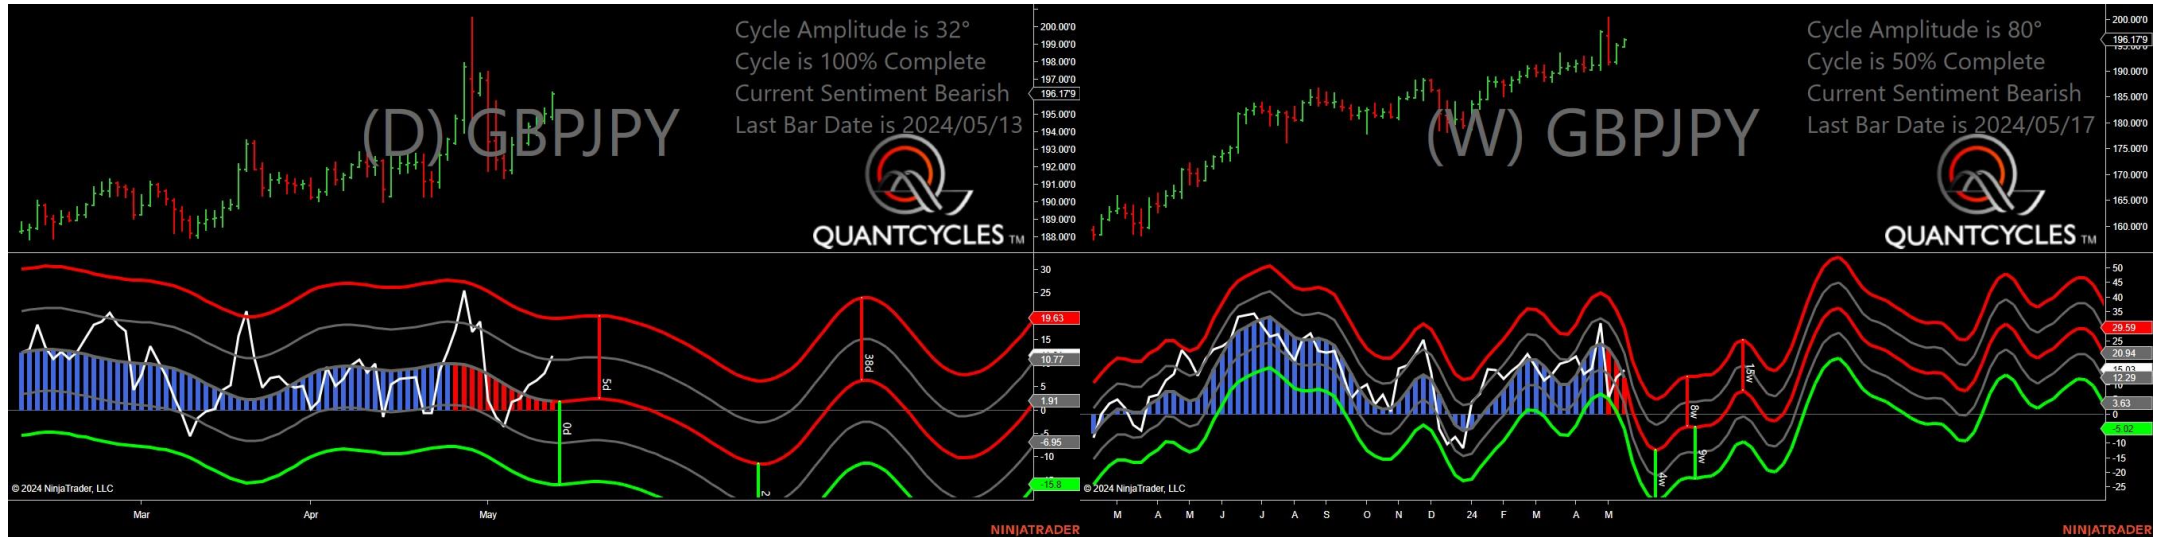 Cycle Amplitude is 32°
Cycle is 100% Complete
Current Sentiment Bearish
Last Bar Date is 2024/05/13
(D) GBPJPY
QUANTCYCLES TM
200.00'0
199.00'0
198.00'0
197.00'0
196.17'9
195.00'0
194.00'0
193.00'0
192.00'0
191.00'0
190.00'0
189.00'0
188.00'0
30
25
19.63
10.77
5
1.91
0
-5
-6.95
-10
-15.8
5d
0d
38d
2
© 2024 NinjaTrader, LLC
Mar
Apr
May
NINJATRADER
Cycle Amplitude is 80°
Cycle is 50% Complete
Current Sentiment Bearish
Last Bar Date is 2024/05/17
(W) GBPJPY
QUANTCYCLES TM
200.00'0
196.17'9
190.00'0
185.00'0
180.00'0
175.00'0
170.00'0
165.00'0
160.00'0
50
45
40
35
29.59
25
20.94
15.03
12.29
3.63
0
-5.02
-10
-15
-20
-25
4w
8w
9w
15w
© 2024 NinjaTrader, LLC
M A M J J A S O N D 24 F M A M
NINJATRADER